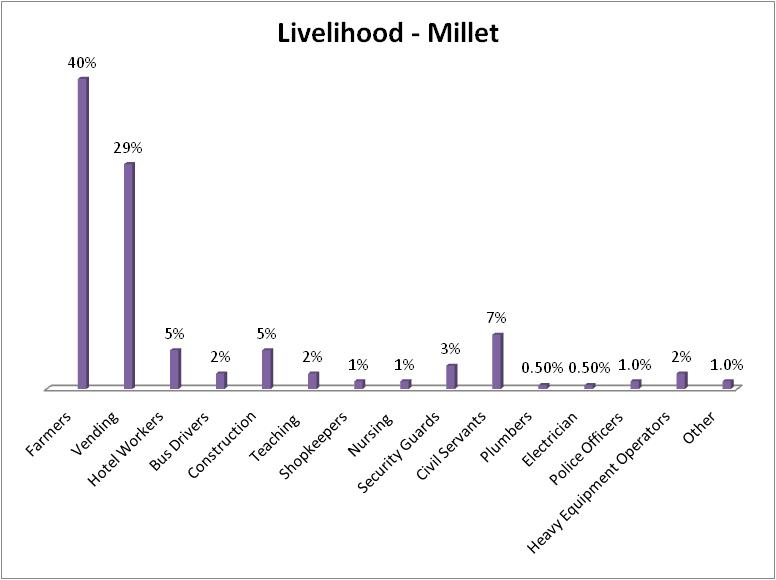 Livelihood - Millet
40%
29%
5%
2%
5%
2%
1%
1%
3%
7%
0.50%
0.50%
1.0%
2%
1.0%
Farmers
Vending
Hotel Workers
Bus Drivers
Construction
Teaching
Shopkeepers
Nursing
Security Guards
Civil Servants
Plumbers
Electrician
Police Officers
Heavy Equipment Operators
Other